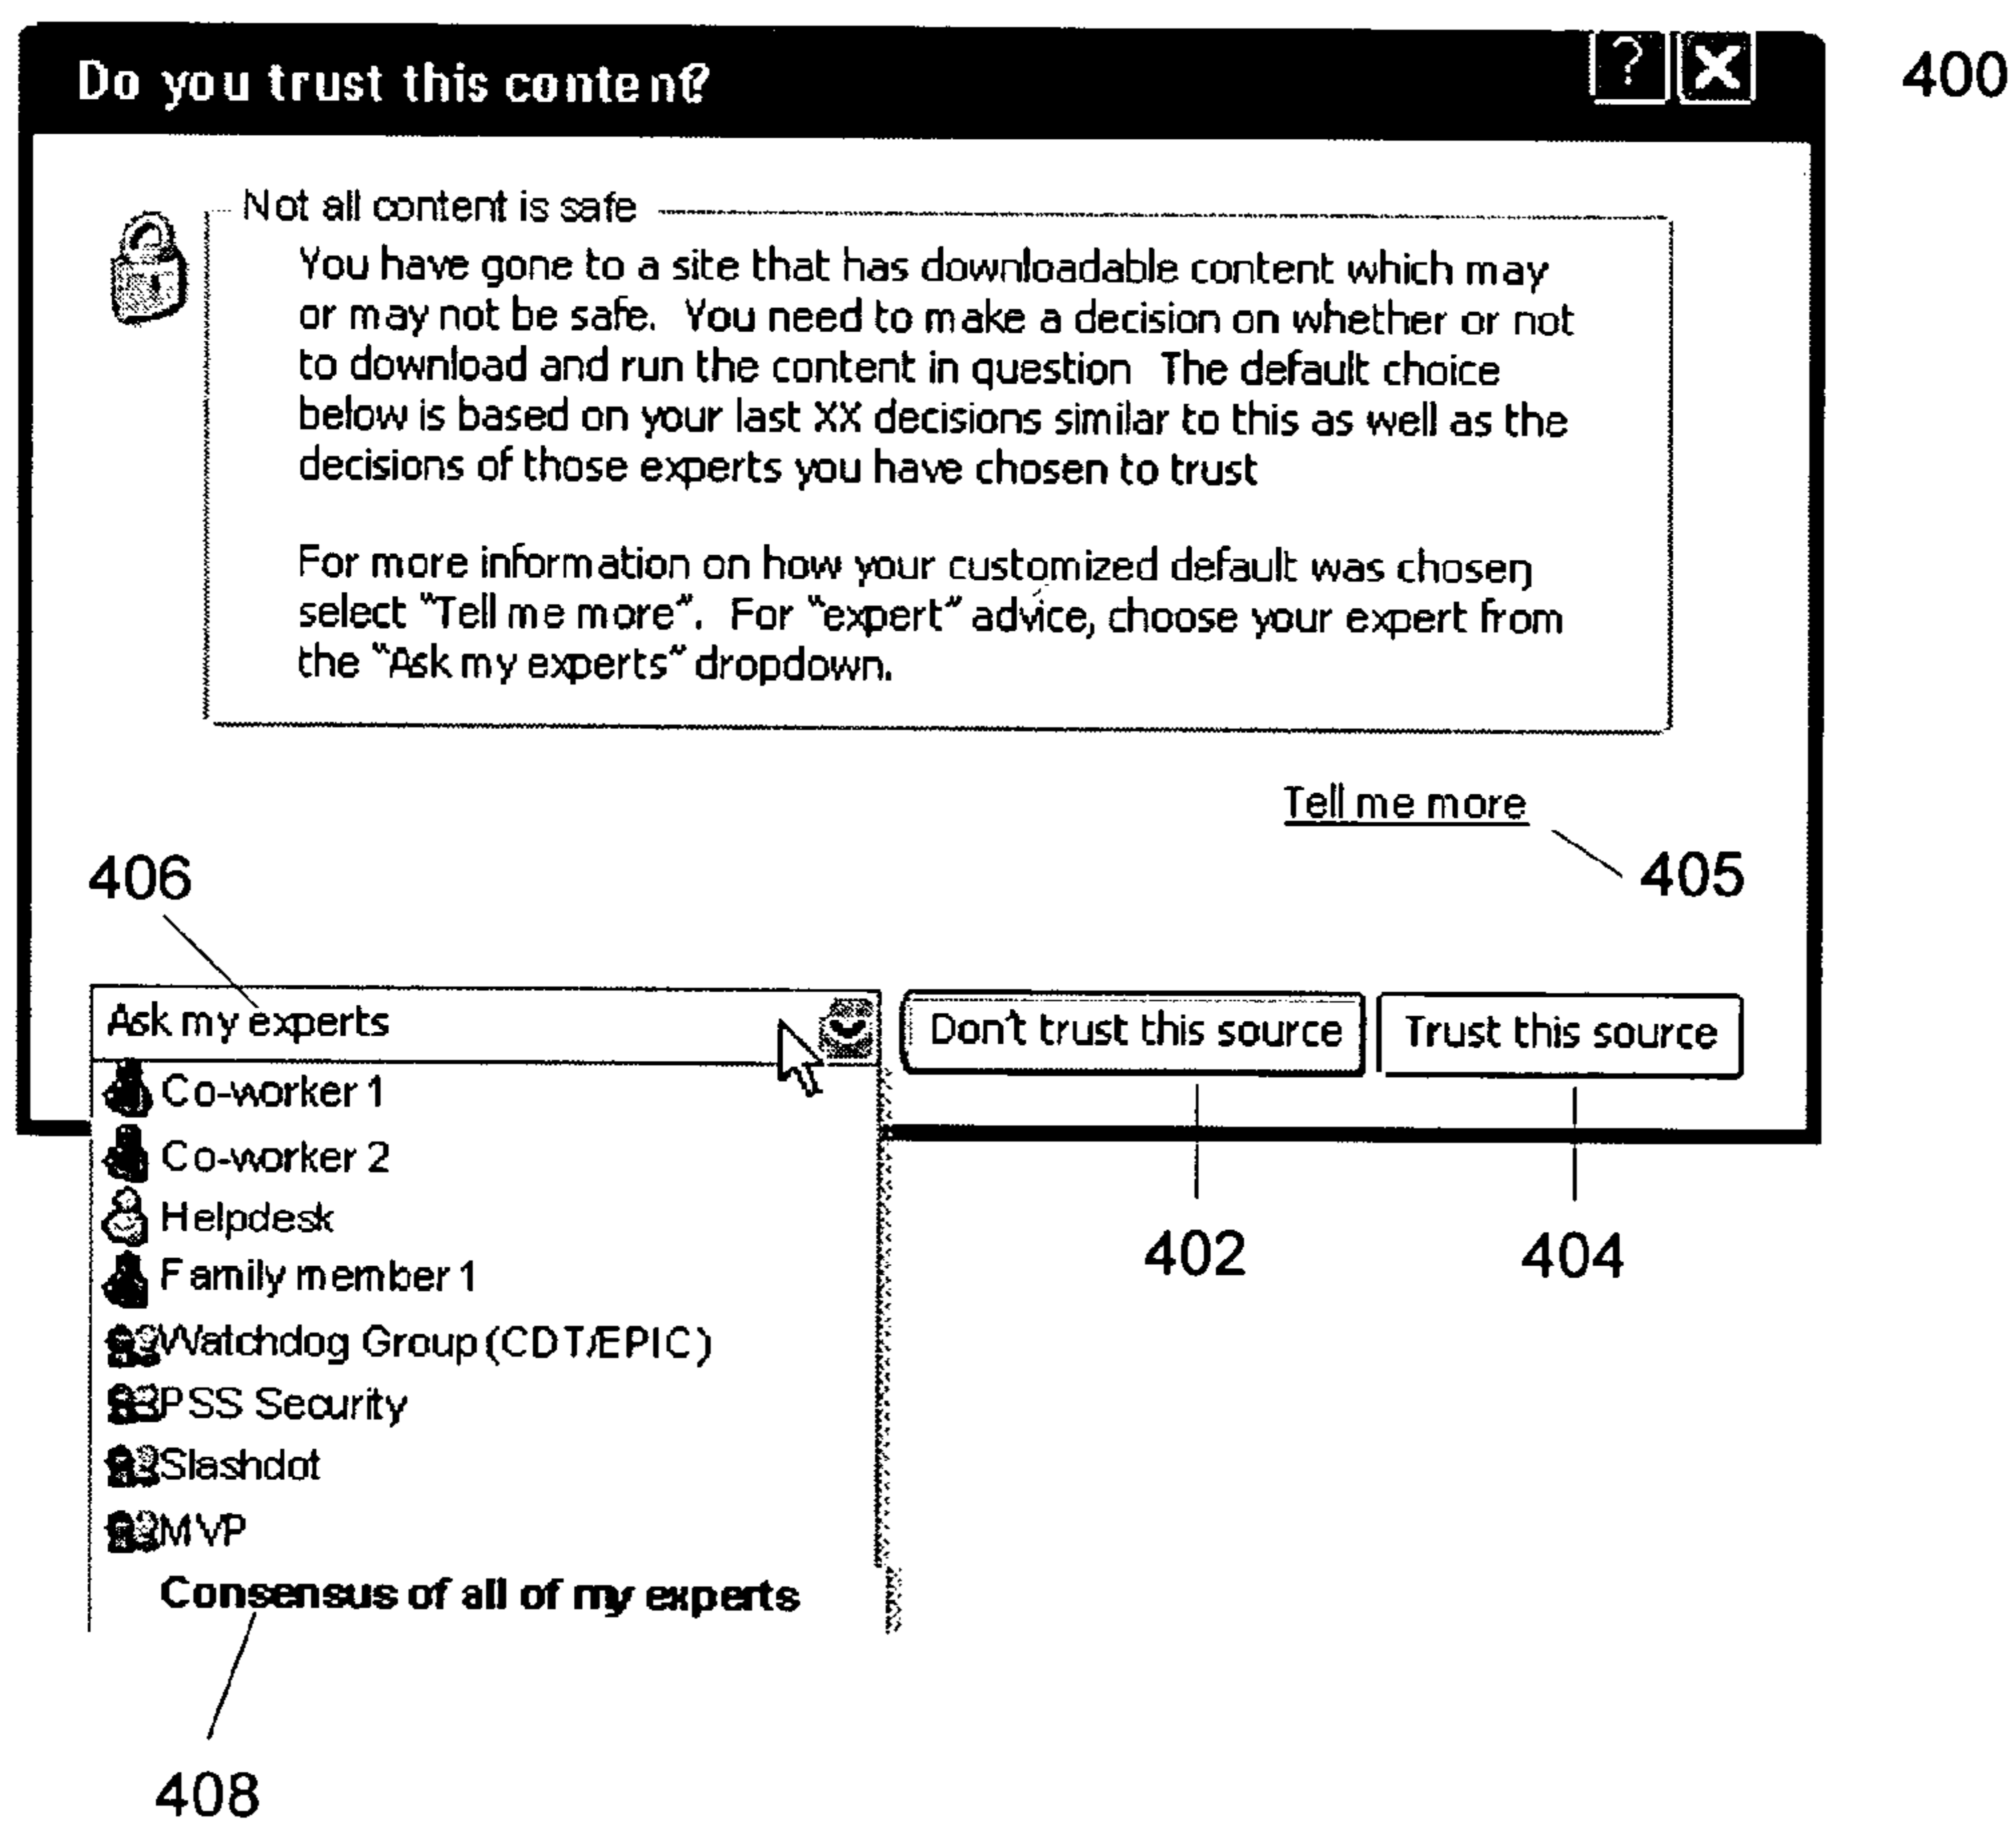 Do you trust this content?
?
400
Not all content is safe
You have gone to a site that has downloadable content which may
or may not be safe. You need to make a decision on whether or not
to download and run the content in question The default choice
below is based on your last XX decisions similar to this as well as the
decisions of those experts you have chosen to trust
For more information on how your customized default was chosen
select "Tell me more". For "expert" advice, choose your expert from
the "Ask my experts" dropdown.
Tell me more
405
406
Ask my experts
Don't trust this source
Trust this source
Co-worker 1
Co-worker 2
Helpdesk
Family member 1
402
404
Watchdog Group (CDT/EPIC)
PSS Security
Slashdot
MVP
Consensus of all of my experts
408